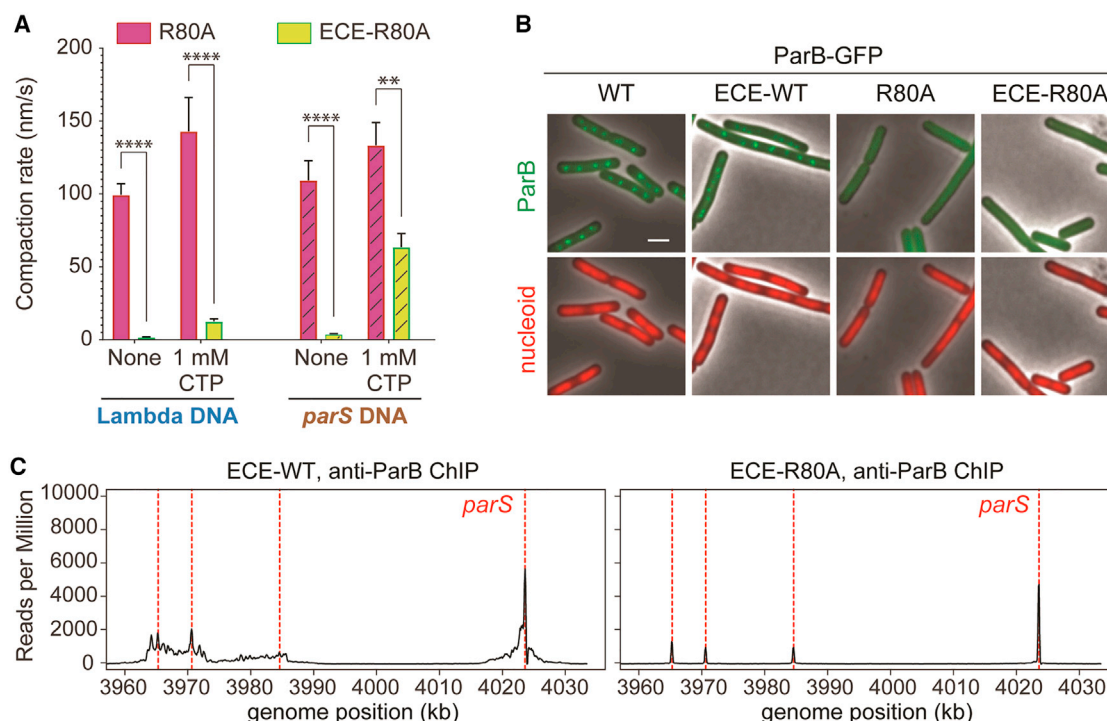 A
R80A
ECE-R80A
Compaction rate (nm/s)
200
150
100
50
0
****
****
****
**
None
1 mM
CTP
None
1 mM
CTP
Lambda DNA
parS DNA
B
ParB-GFP
WT
ECE-WT
R80A
ECE-R80A
ParB
nucleoid
C
ECE-WT, anti-ParB ChIP
Reads per Million
10000
8000
6000
4000
2000
0
parS
3960
3970
3980
3990
4000
4010
4020
4030
genome position (kb)
ECE-R80A, anti-ParB ChIP
parS
3960
3970
3980
3990
4000
4010
4020
4030
genome position (kb)